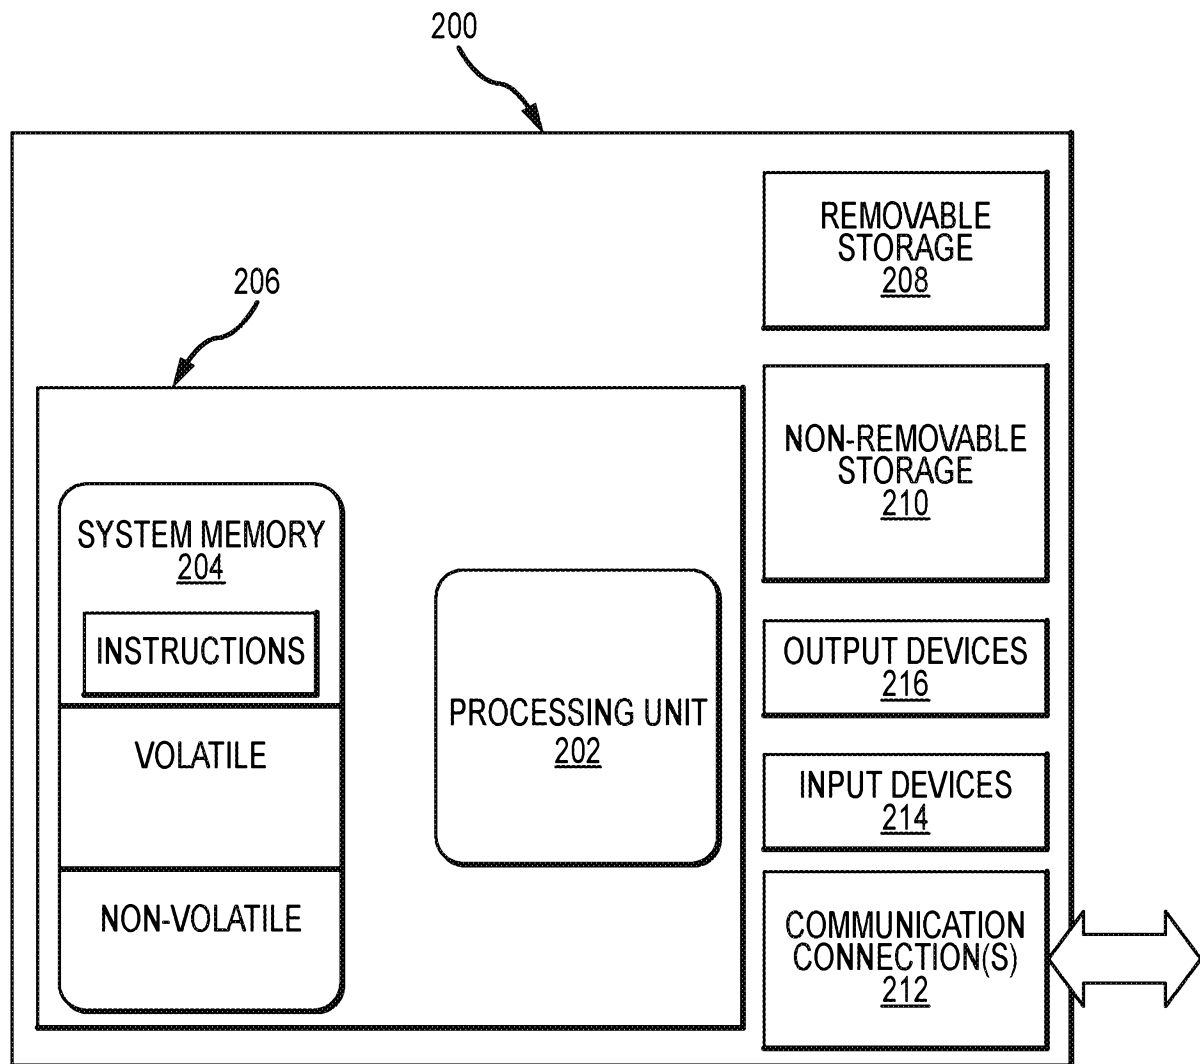 200
206
REMOVABLE
STORAGE
208
NON-REMOVABLE
STORAGE
210
SYSTEM MEMORY
204
INSTRUCTIONS
VOLATILE
NON-VOLATILE
PROCESSING UNIT
202
OUTPUT DEVICES
216
INPUT DEVICES
214
COMMUNICATION
CONNECTION(S)
212